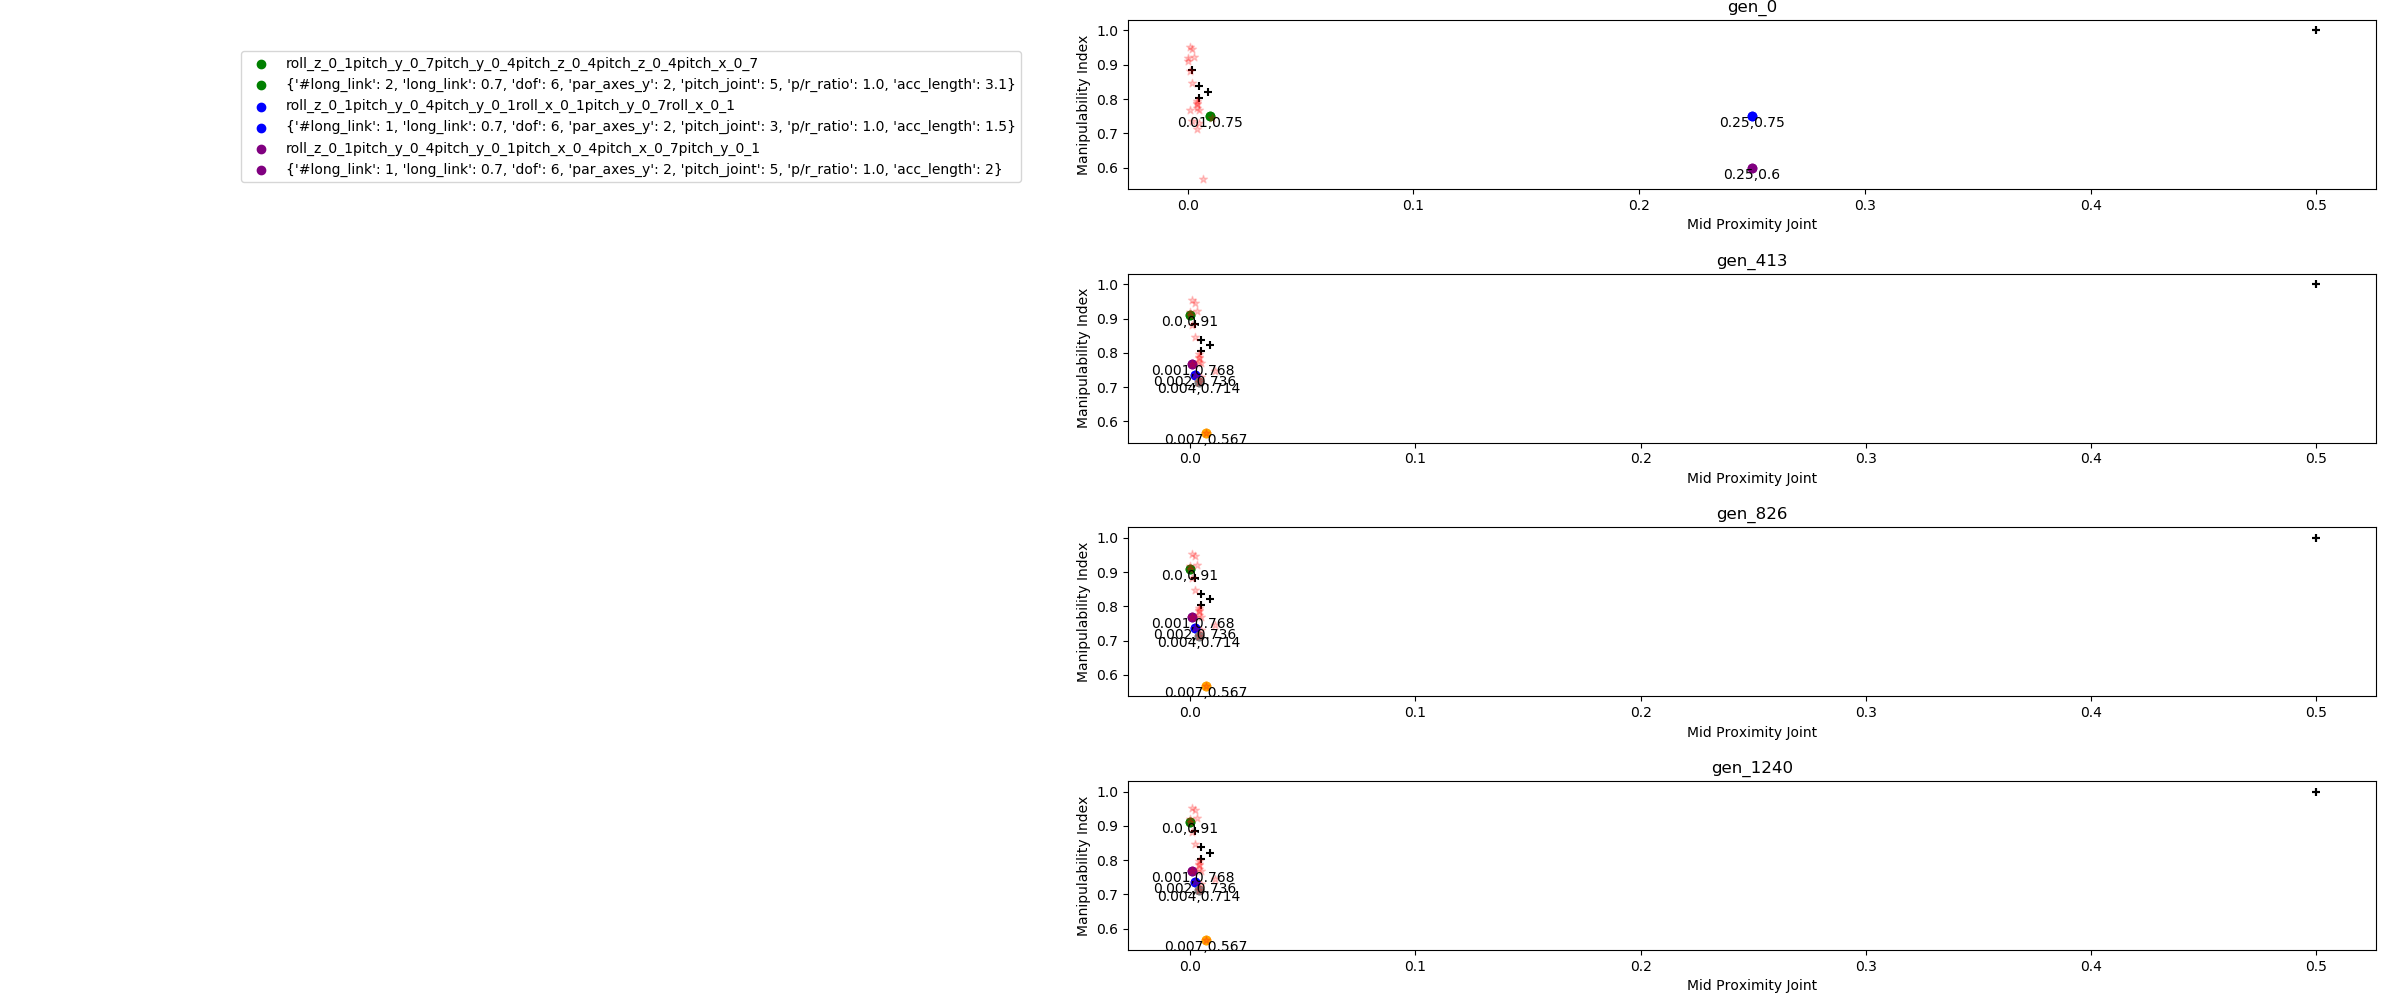 roll_z_0_1pitch_y_0_7pitch_y_0_4pitch_z_0_4pitch_z_0_4pitch_x_0_7
{'#long_link': 2, 'long_link': 0.7, 'dof': 6, 'par_axes_y': 2, 'pitch_joint': 5, 'p/r_ratio': 1.0, 'acc_length': 3.1}
roll_z_0_1pitch_y_0_4pitch_y_0_1roll_x_0_1pitch_y_0_7roll_x_0_1
{'#long_link': 1, 'long_link': 0.7, 'dof': 6, 'par_axes_y': 2, 'pitch_joint': 3, 'p/r_ratio': 1.0, 'acc_length': 1.5}
roll_z_0_1pitch_y_0_4pitch_y_0_1pitch_x_0_4pitch_x_0_7pitch_y_0_1
{'#long_link': 1, 'long_link': 0.7, 'dof': 6, 'par_axes_y': 2, 'pitch_joint': 5, 'p/r_ratio': 1.0, 'acc_length': 2}
gen_0
Manipulability Index
1.0
0.9
0.8
0.7
0.6
0.01,0.75
0.25,0.75
0.25,0.6
0.0 0.1 0.2 0.3 0.4 0.5
Mid Proximity Joint
gen_413
Manipulability Index
1.0
0.9
0.8
0.7
0.6
0.0,0.91
0.001,0.768
0.002,0.736
0.004,0.714
0.007,0.567
0.0 0.1 0.2 0.3 0.4 0.5
Mid Proximity Joint
gen_826
Manipulability Index
1.0
0.9
0.8
0.7
0.6
0.0,0.91
0.001,0.768
0.002,0.736
0.004,0.714
0.007,0.567
0.0 0.1 0.2 0.3 0.4 0.5
Mid Proximity Joint
gen_1240
Manipulability Index
1.0
0.9
0.8
0.7
0.6
0.0,0.91
0.001,0.768
0.002,0.736
0.004,0.714
0.007,0.567
0.0 0.1 0.2 0.3 0.4 0.5
Mid Proximity Joint